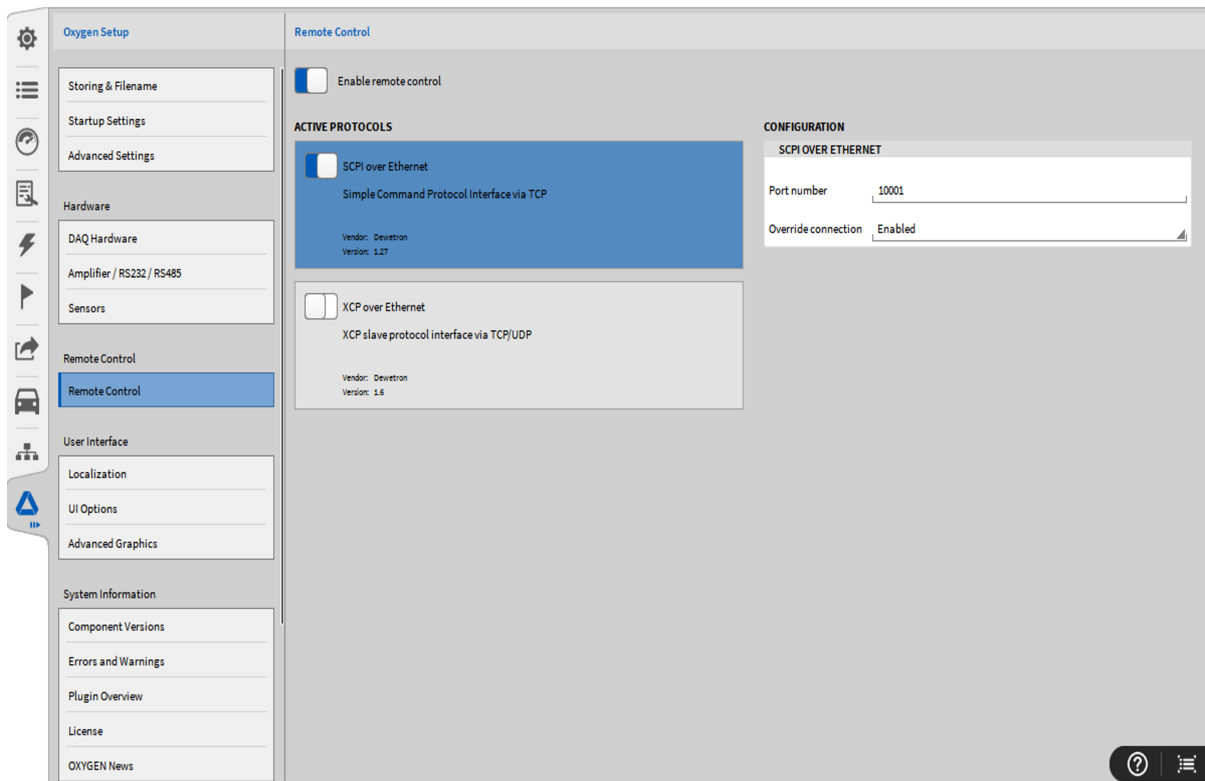 Oxygen Setup
Storing & Filename
Startup Settings
Advanced Settings
Hardware
DAQ Hardware
Amplifier / RS232 / RS485
Sensors
Remote Control
Remote Control
User Interface
Localization
UI Options
Advanced Graphics
System Information
Component Versions
Errors and Warnings
Plugin Overview
License
OXYGEN News
Remote Control
Enable remote control
ACTIVE PROTOCOLS
SCPI over Ethernet
Simple Command Protocol Interface via TCP
Vendor: Dewetron
Version: 1.27
XCP over Ethernet
XCP slave protocol interface via TCP/UDP
Vendor: Dewetron
Version: 1.6
CONFIGURATION
SCPI OVER ETHERNET
Port number 10001
Override connection Enabled